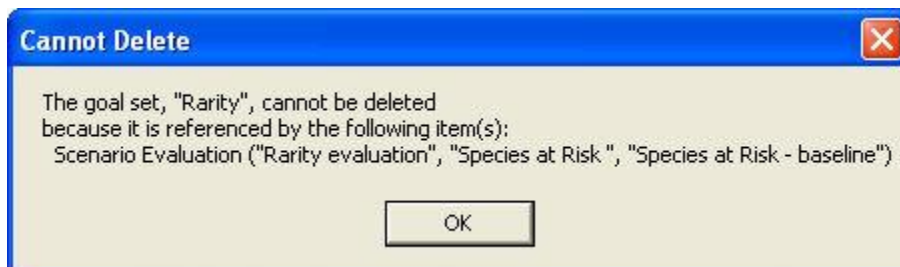 Cannot Delete
The goal set, "Rarity", cannot be deleted
because it is referenced by the following item(s):
Scenario Evaluation ("Rarity evaluation", "Species at Risk ", "Species at Risk - baseline")
OK